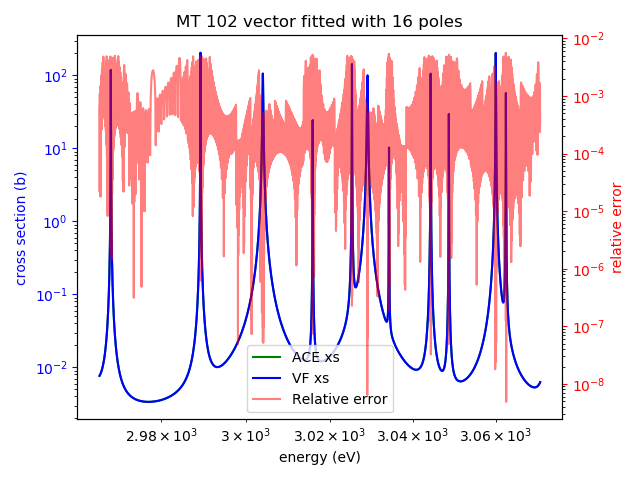 MT 102 vector fitted with 16 poles
cross section (b)
10²
10¹
10⁰
10⁻¹
10⁻²
10⁻²
10⁻³
10⁻⁴
10⁻⁵
10⁻⁶
10⁻⁷
10⁻⁸
relative error
ACE xs
VF xs
Relative error
2.98 × 10³ 3 × 10³ 3.02 × 10³ 3.04 × 10³ 3.06 × 10³
energy (eV)